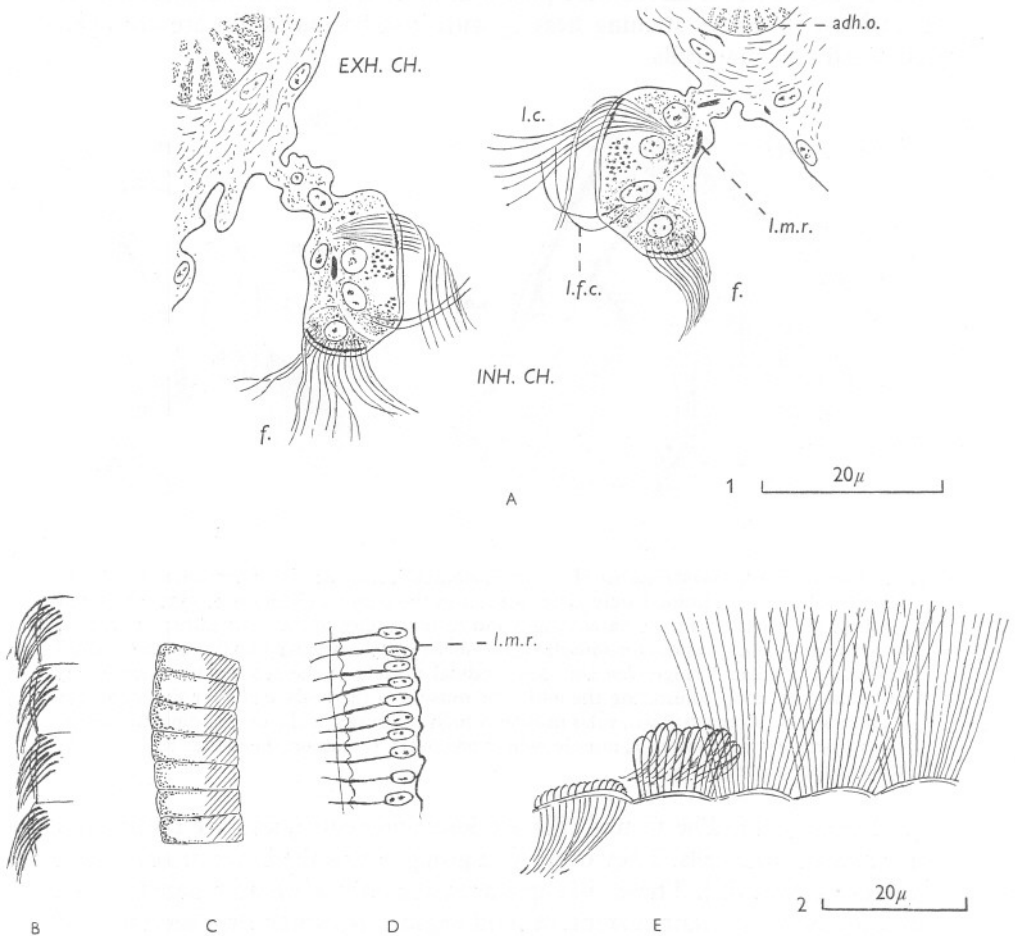 adh.o.
EXH. CH.
l.c.
l.m.r.
l.f.c.
f.
INH. CH.
f.
A
1 20μ
l.m.r.
2 20μ
B C D E